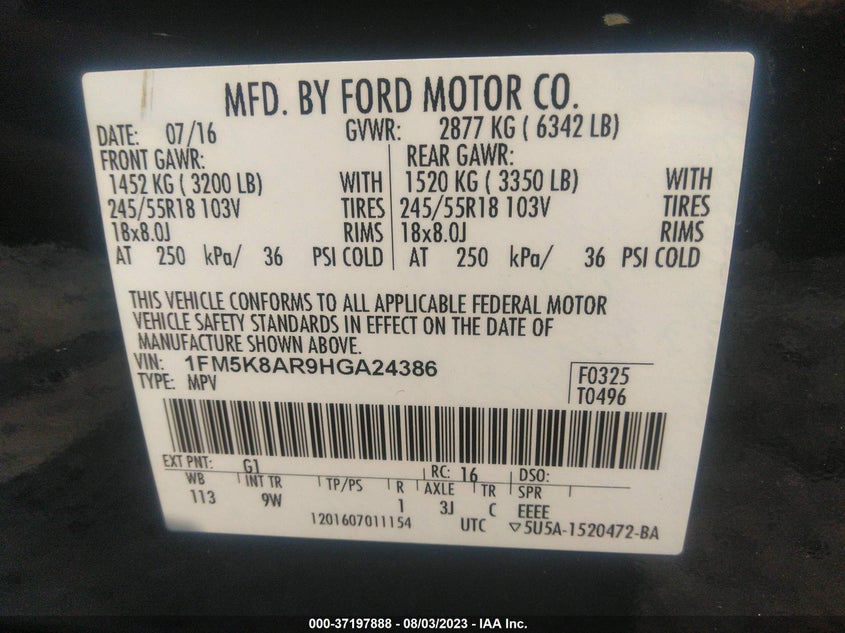 MFD. BY FORD MOTOR CO.
DATE: 07/16 GVWR: 2877 KG ( 6342 LB)
FRONT GAWR: REAR GAWR:
1452 KG ( 3200 LB) WITH 1520 KG ( 3350 LB) WITH
245/55R18 103V TIRES 245/55R18 103V TIRES
18x8.0J RIMS 18x8.0J RIMS
AT 250 kPa/ 36 PSI COLD AT 250 kPa/ 36 PSI COLD
THIS VEHICLE CONFORMS TO ALL APPLICABLE FEDERAL MOTOR
VEHICLE SAFETY STANDARDS IN EFFECT ON THE DATE OF
MANUFACTURE SHOWN ABOVE.
VIN: 1FM5K8AR9HGA24386
TYPE: MPV
F0325
T0496
EXT PNT: G1 RC: 16 DSO:
WB INT TR TP/PS R AXLE TR SPR
113 9W 1 3J C EEEE
1201607011154 UTC ▽5U5A-1520472-BA
000-37197888 - 08/03/2023 - IAA Inc.